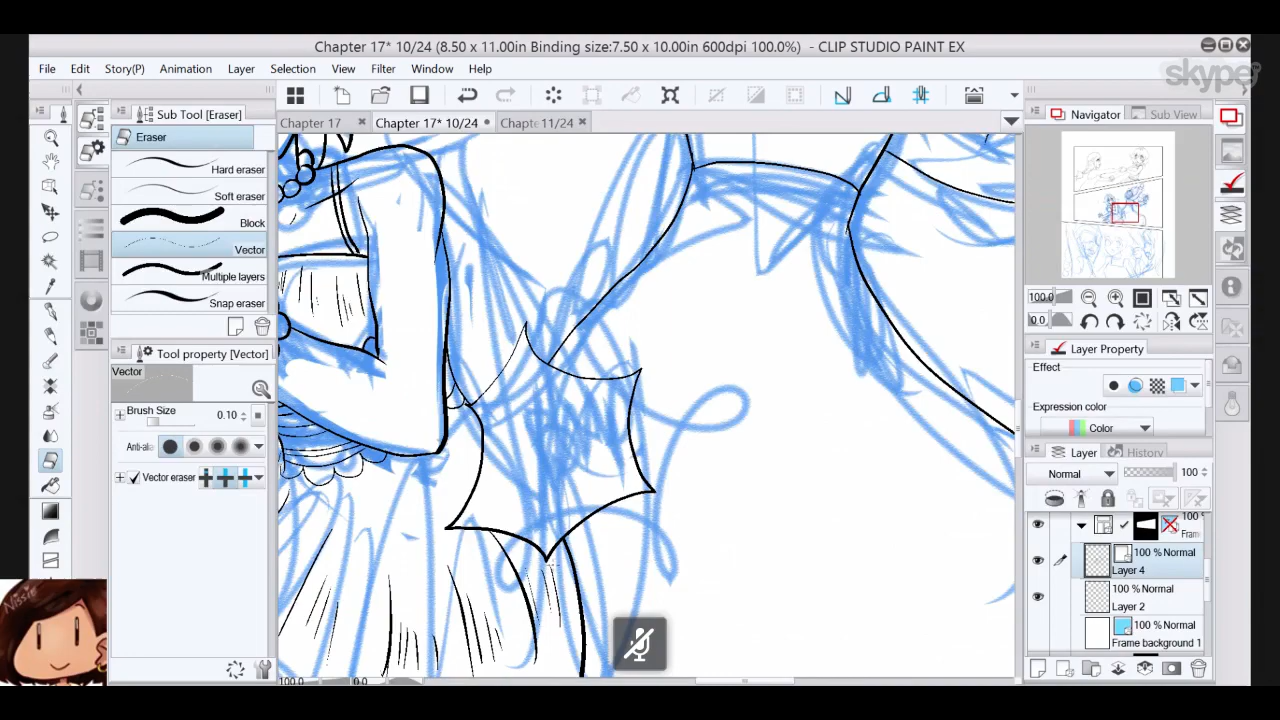 Chapter 17* 10/24 (8.50 x 11.00in Binding size:7.50 x 10.00in 600dpi 100.0%) - CLIP STUDIO PAINT EX
skype
File Edit Story(P) Animation Layer Selection View Filter Window Help
Sub Tool [Eraser]
Eraser
Hard eraser
Soft eraser
Block
Vector
Multiple layers
Snap eraser
Tool property [Vector]
Vector
Brush Size 0.10
Anti-ali
Vector eraser
Chapter 17 Chapter 17* 10/24 Chapte 11/24
Navigator Sub View
100.0
0.0
Layer Property
Effect
Expression color
Color
Layer History
Normal 100
100 %
Fram
100 % Normal
Layer 4
100 % Normal
Layer 2
100 % Normal
Frame background 1
100.0 0.0
Nissie